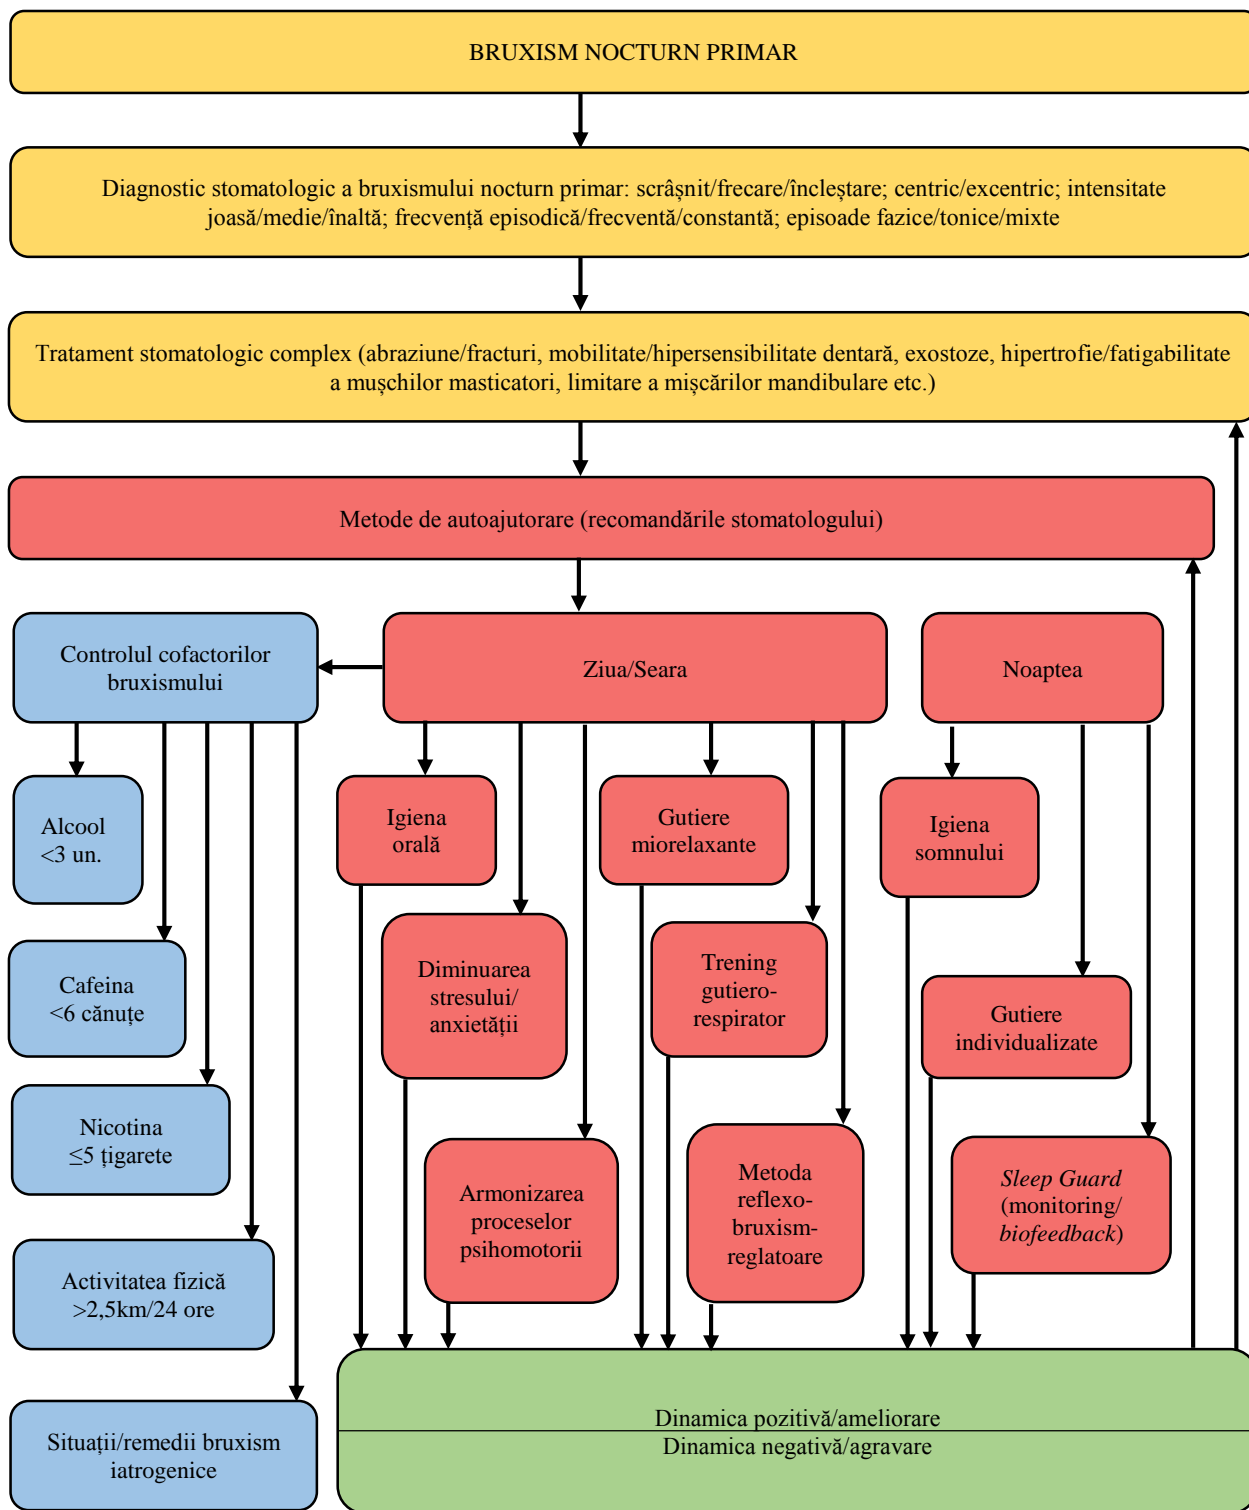 BRUXISM NOCTURN PRIMAR
Diagnostic stomatologic a bruxismului nocturn primar: scrâșnit/frecare/încleștare; centric/excentric; intensitate
joasă/medie/înaltă; frecvență episodică/frecventă/constantă; episoade fazice/tonice/mixte
Tratament stomatologic complex (abraziune/fracturi, mobilitate/hipersensibilitate dentară, exostoze, hipertrofie/fatigabilitate
a mușchilor masticatori, limitare a mișcărilor mandibulare etc.)
Metode de autoajutorare (recomandările stomatologului)
Controlul cofactorilor
bruxismului
Ziua/Seara
Noaptea
Alcool
<3 un.
Cafeina
<6 cănuțe
Nicotina
≤5 țigarete
Activitatea fizică
>2,5km/24 ore
Situații/remedii bruxism
iatrogenice
Igiena
orală
Diminuarea
stresului/
anxietății
Armonizarea
proceselor
psihomotorii
Gutiere
miorelaxante
Trening
gutiero-
respirator
Metoda
reflexo-
bruxism-
reglatoare
Igiena
somnului
Gutiere
individualizate
Sleep Guard
(monitoring/
biofeedback)
Dinamica pozitivă/ameliorare
Dinamica negativă/agravare